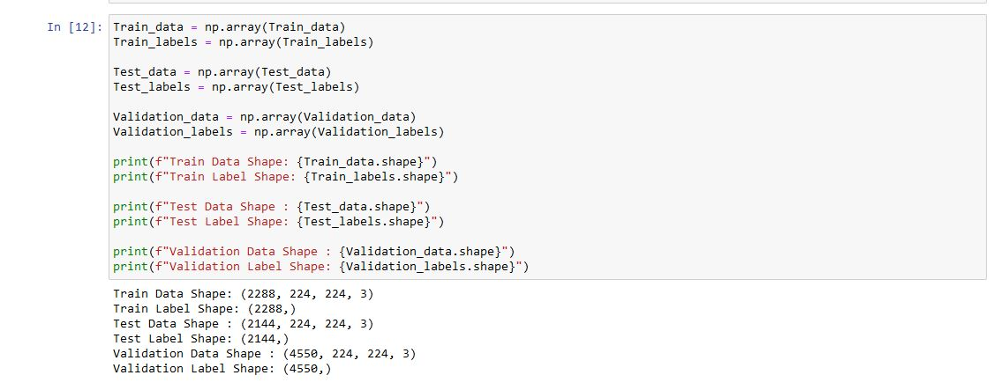 In [12]: Train_data = np.array(Train_data)
Train_labels = np.array(Train_labels)
Test_data = np.array(Test_data)
Test_labels = np.array(Test_labels)
Validation_data = np.array(Validation_data)
Validation_labels = np.array(Validation_labels)
print(f"Train Data Shape: {Train_data.shape}")
print(f"Train Label Shape: {Train_labels.shape}")
print(f"Test Data Shape : {Test_data.shape}")
print(f"Test Label Shape: {Test_labels.shape}")
print(f"Validation Data Shape : {Validation_data.shape}")
print(f"Validation Label Shape: {Validation_labels.shape}")
Train Data Shape: (2288, 224, 224, 3)
Train Label Shape: (2288,)
Test Data Shape : (2144, 224, 224, 3)
Test Label Shape: (2144,)
Validation Data Shape : (4550, 224, 224, 3)
Validation Label Shape: (4550,)